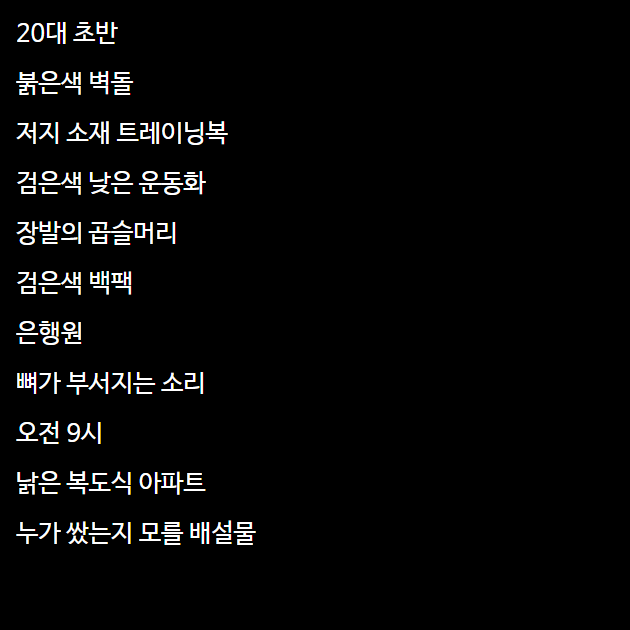 20대 초반
붉은색 벽돌
저지 소재 트레이닝복
검은색 낮은 운동화
장발의 곱슬머리
검은색 백팩
은행원
뼈가 부서지는 소리
오전 9시
낡은 복도식 아파트
누가 쌌는지 모를 배설물